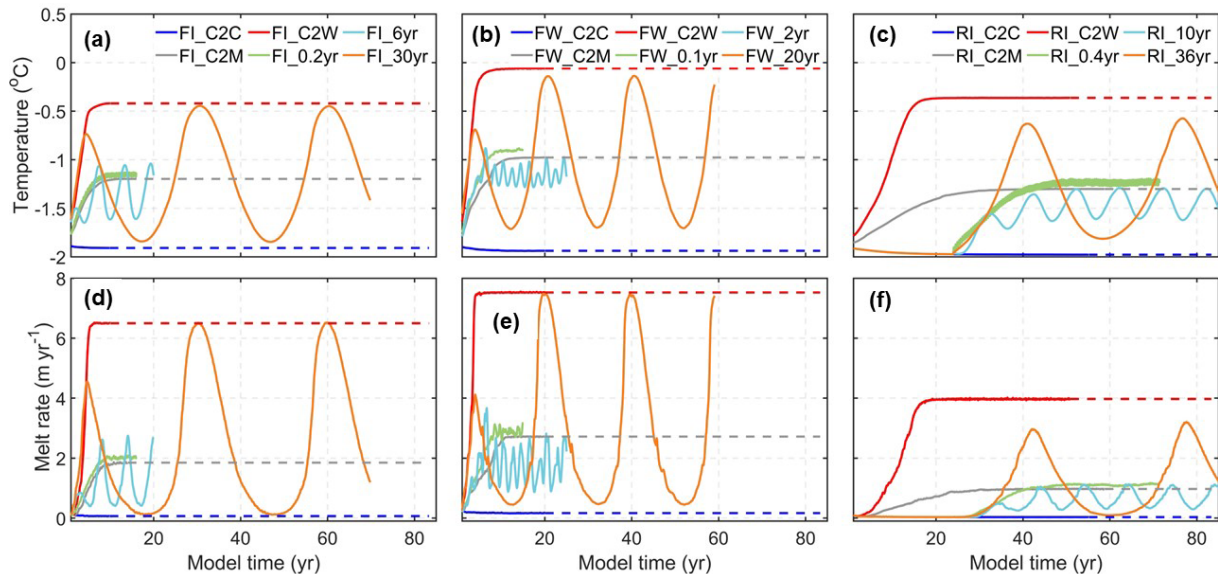 (a) FI_C2C FI_C2W FI_6yr
FI_C2M FI_0.2yr FI_30yr
(b) FW_C2C FW_C2W FW_2yr
FW_C2M FW_0.1yr FW_20yr
(c) RI_C2C RI_C2W RI_10yr
RI_C2M RI_0.4yr RI_36yr
Temperature (°C)
0.5
0
-0.5
-1
-1.5
-2
(d)
(e)
(f)
Melt rate (m yr-1)
8
6
4
2
0
20 40 60 80
20 40 60 80
20 40 60 80
Model time (yr)
Model time (yr)
Model time (yr)